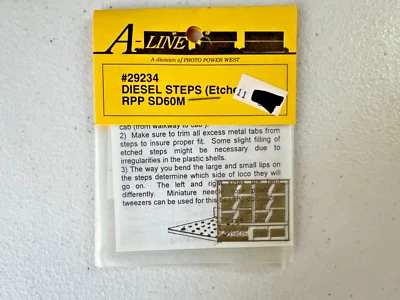 A-LINE
A division of PROTO POWER WEST
#29234
DIESEL STEPS (Etche
RPP SD60M
11
cab (from walkway to cab).
2) Make sure to trim all excess metal tabs from
steps to insure proper fit. Some slight filling of
etched steps might be necessary due to
irregularities in the plastic shells.
3) The way you bend the large and small lips on
the steps determine which side of loco they will
go on. The left and rig
differently. Miniature need
tweezers can be used for this